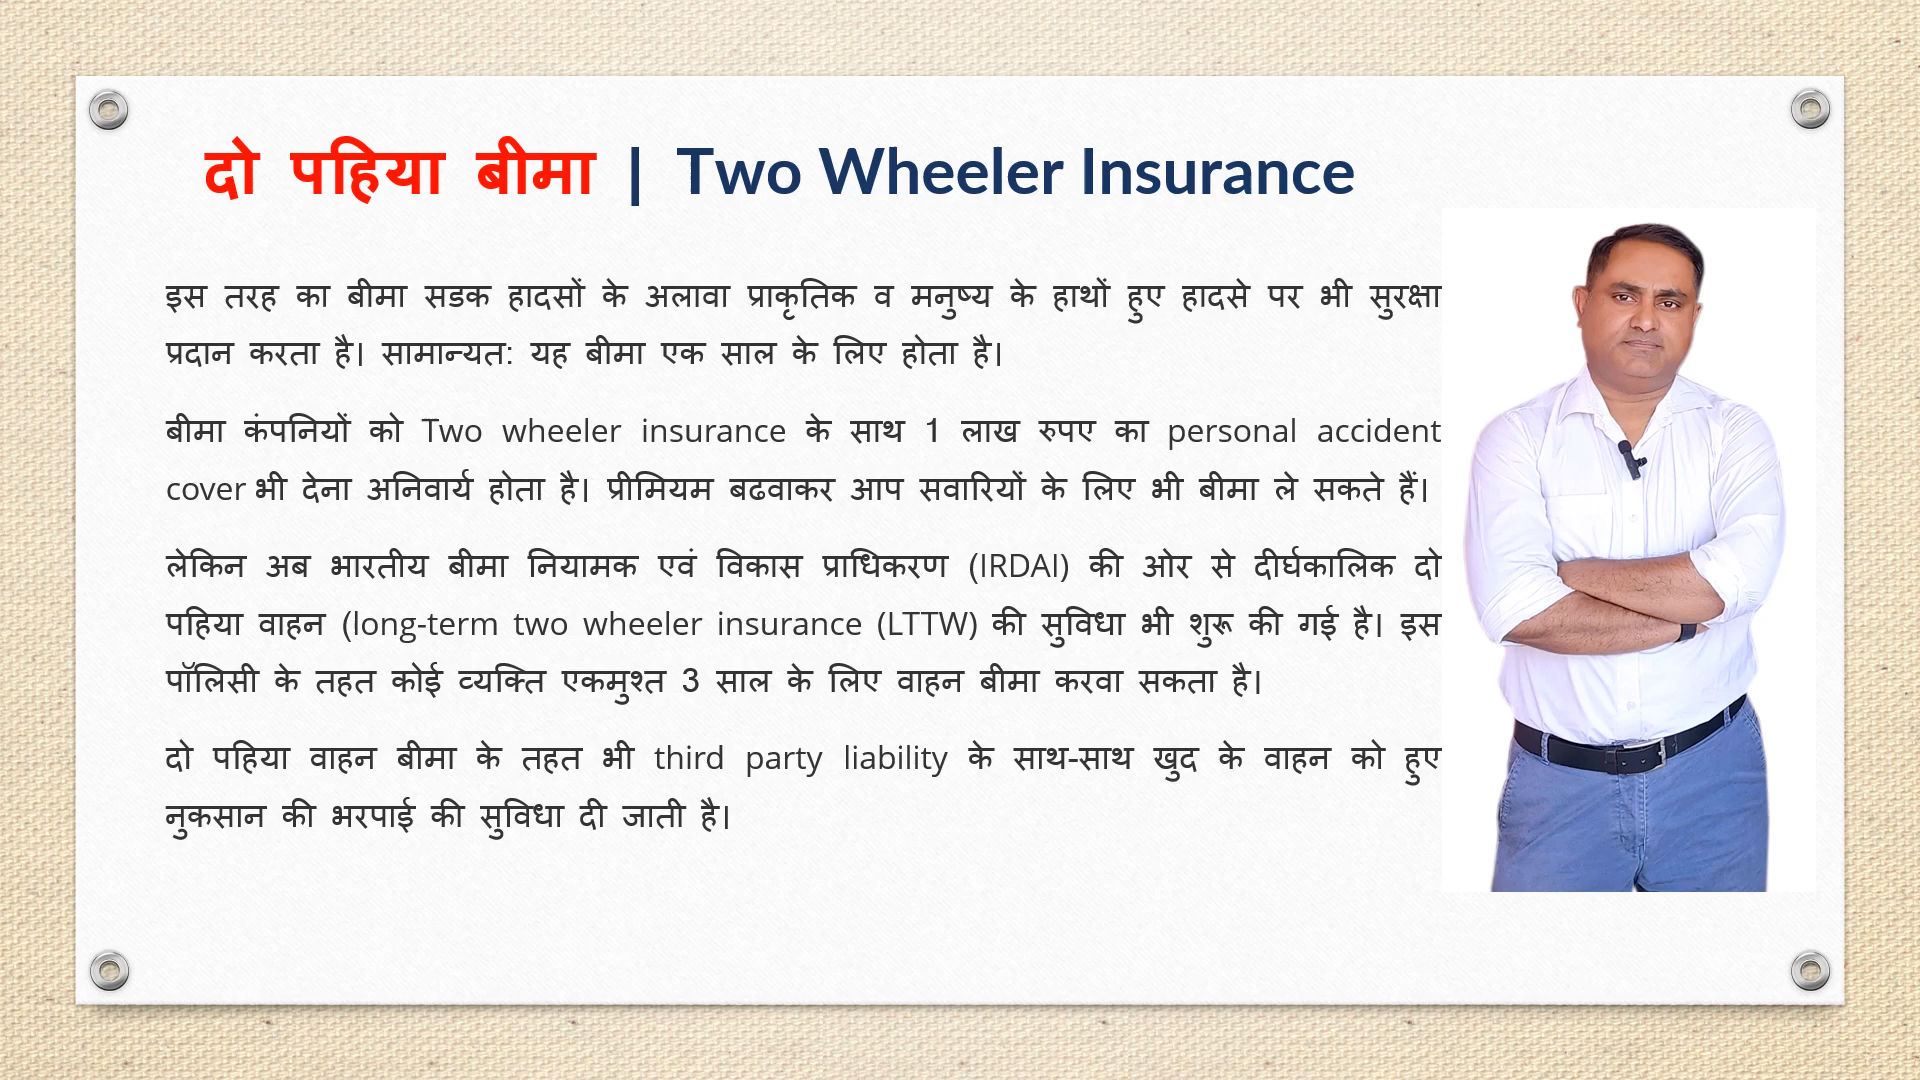 दो पहिया बीमा | Two Wheeler Insurance
इस तरह का बीमा सडक हादसों के अलावा प्राकृतिक व मनुष्य के हाथों हुए हादसे पर भी सुरक्षा
प्रदान करता है। सामान्यत: यह बीमा एक साल के लिए होता है।
बीमा कंपनियों को Two wheeler insurance के साथ 1 लाख रुपए का personal accident
cover भी देना अनिवार्य होता है। प्रीमियम बढवाकर आप सवारियों के लिए भी बीमा ले सकते हैं।
लेकिन अब भारतीय बीमा नियामक एवं विकास प्राधिकरण (IRDAI) की ओर से दीर्घकालिक दो
पहिया वाहन (long-term two wheeler insurance (LTTW) की सुविधा भी शुरू की गई है। इस
पॉलिसी के तहत कोई व्यक्ति एकमुश्त 3 साल के लिए वाहन बीमा करवा सकता है।
दो पहिया वाहन बीमा के तहत भी third party liability के साथ-साथ खुद के वाहन को हुए
नुकसान की भरपाई की सुविधा दी जाती है।